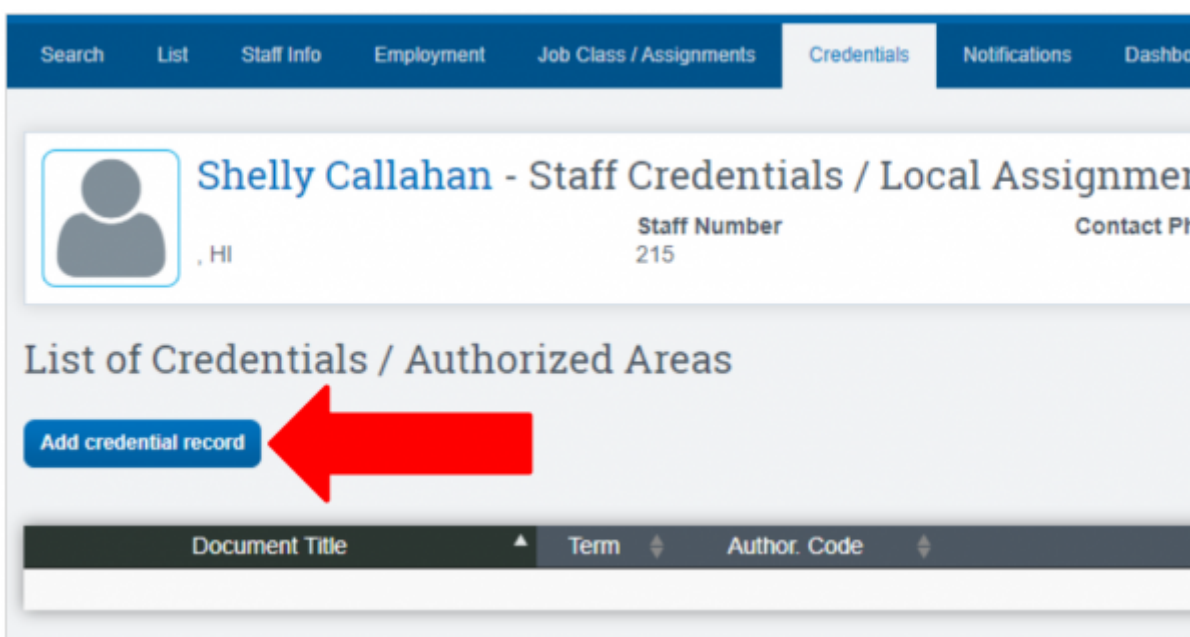 Search List Staff Info Employment Job Class / Assignments Credentials Notifications
Shelly Callahan - Staff Credentials / Local
Staff Number Contact
, HI 215
List of Credentials / Authorized Areas
Add credential record
Document Title Term Author. Code